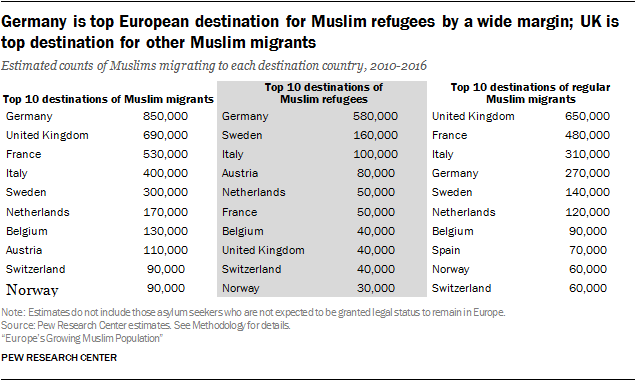 Germany is top European destination for Muslim refugees by a wide margin; UK is
top destination for other Muslim migrants
Estimated counts of Muslims migrating to each destination country, 2010-2016
Top 10 destinations of Muslim migrants
Germany 850,000
United Kingdom 690,000
France 530,000
Italy 400,000
Sweden 300,000
Netherlands 170,000
Belgium 130,000
Austria 110,000
Switzerland 90,000
Norway 90,000
Top 10 destinations of
Muslim refugees
Germany 580,000
Sweden 160,000
Italy 100,000
Austria 80,000
Netherlands 50,000
France 50,000
Belgium 40,000
United Kingdom 40,000
Switzerland 40,000
Norway 30,000
Top 10 destinations of regular
Muslim migrants
United Kingdom 650,000
France 480,000
Italy 310,000
Germany 270,000
Sweden 140,000
Netherlands 120,000
Belgium 90,000
Spain 70,000
Norway 60,000
Switzerland 60,000
Note: Estimates do not include those asylum seekers who are not expected to be granted legal status to remain in Europe.
Source: Pew Research Center estimates. See Methodology for details.
“Europe’s Growing Muslim Population”
PEW RESEARCH CENTER